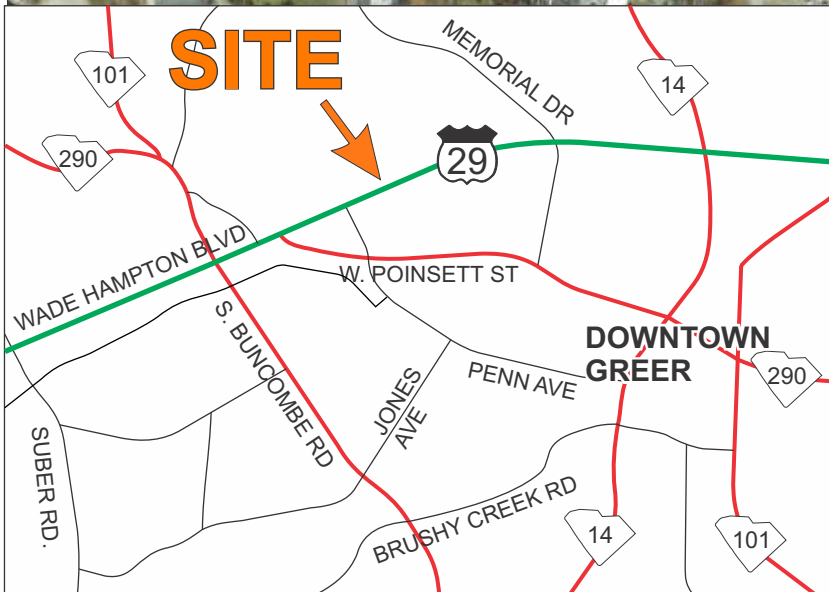 SITE
101
MEMORIAL DR
14
290
29
WADE HAMPTON BLVD
W. POINSETT ST
S. BUNCOMBE RD
DOWNTOWN
GREER
290
PENN AVE
JONES
AVE
SUBER RD.
BRUSHY CREEK RD
14
101